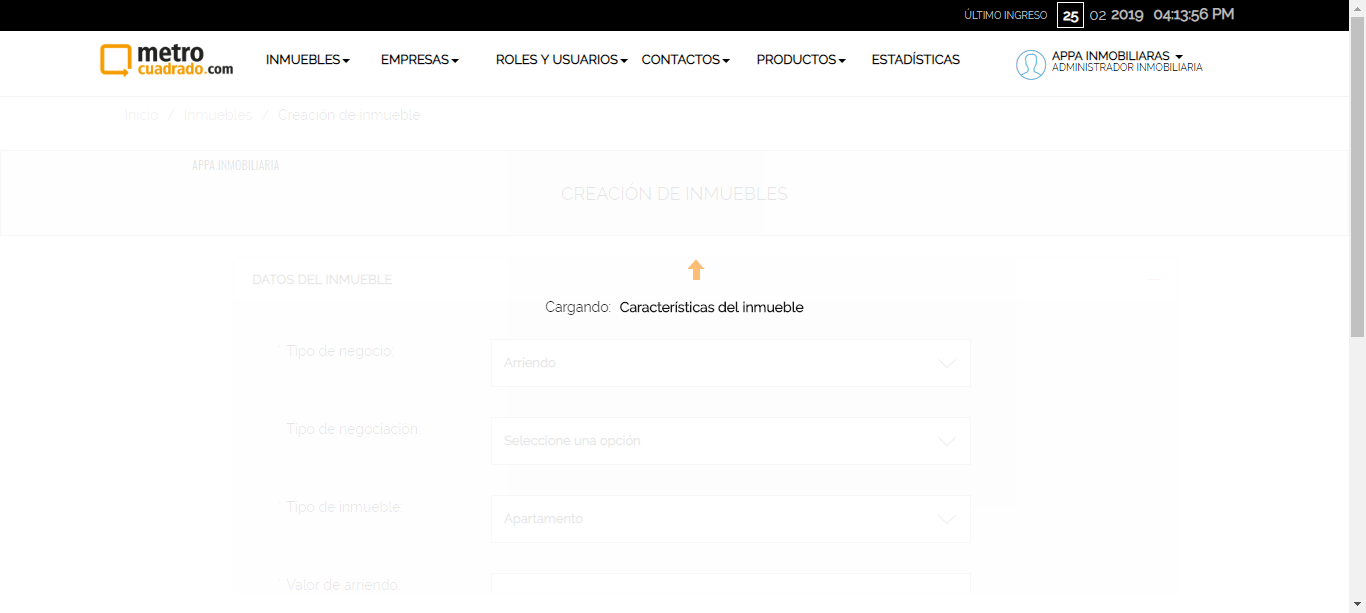 ÚLTIMO INGRESO 25 02 2019 04:13:56 PM
metro
cuadrado.com
INMUEBLES EMPRESAS ROLES Y USUARIOS CONTACTOS PRODUCTOS ESTADÍSTICAS
APPA INMOBILIARAS
ADMINISTRADOR INMOBILIARIA
Inicio / Inmuebles / Creación de inmueble
APPA INMOBILIARIA
CREACIÓN DE INMUEBLES
DATOS DEL INMUEBLE
Cargando: Características del inmueble
* Tipo de negocio: Arriendo
Tipo de negociación: Seleccione una opción
* Tipo de inmueble: Apartamento
* Valor de arriendo: